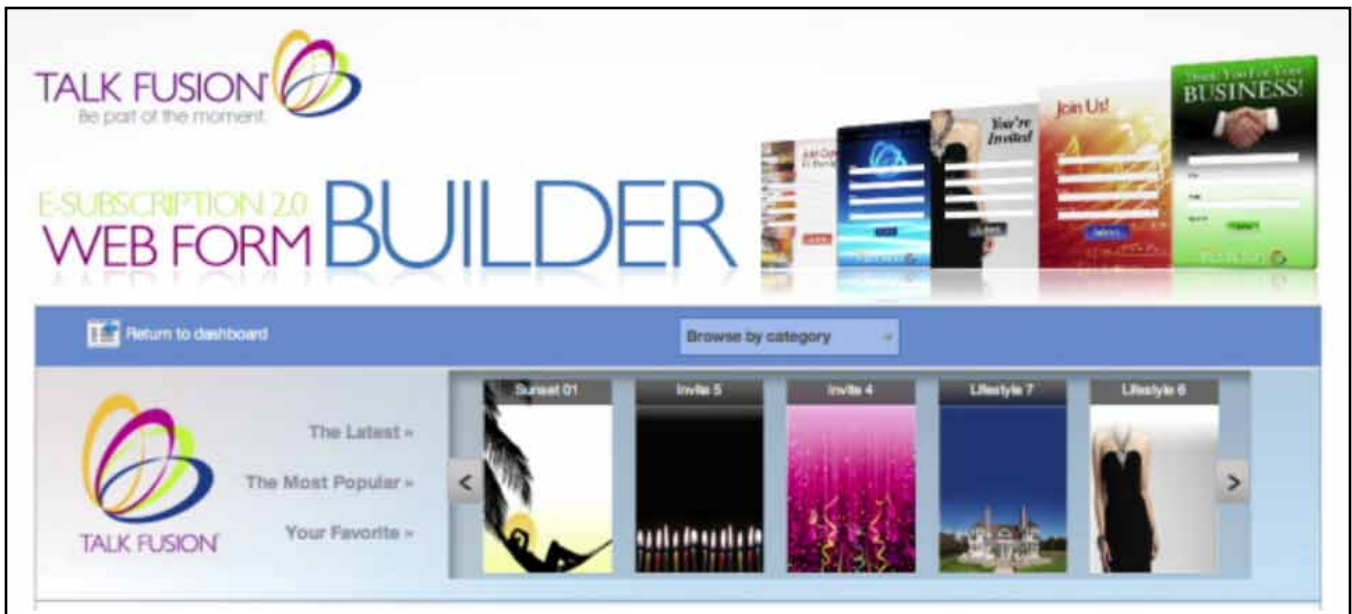 TALK FUSION®
Be part of the moment.
E-SUBSCRIPTION 2.0
WEB FORM BUILDER
You're
Invited
Join Us!
Thank You For Your
BUSINESS!
Return to dashboard
Browse by category
TALK FUSION
The Latest »
The Most Popular »
Your Favorite »
<
Sunset 01
Invite 5
Invite 4
Lifestyle 7
Lifestyle 6
>